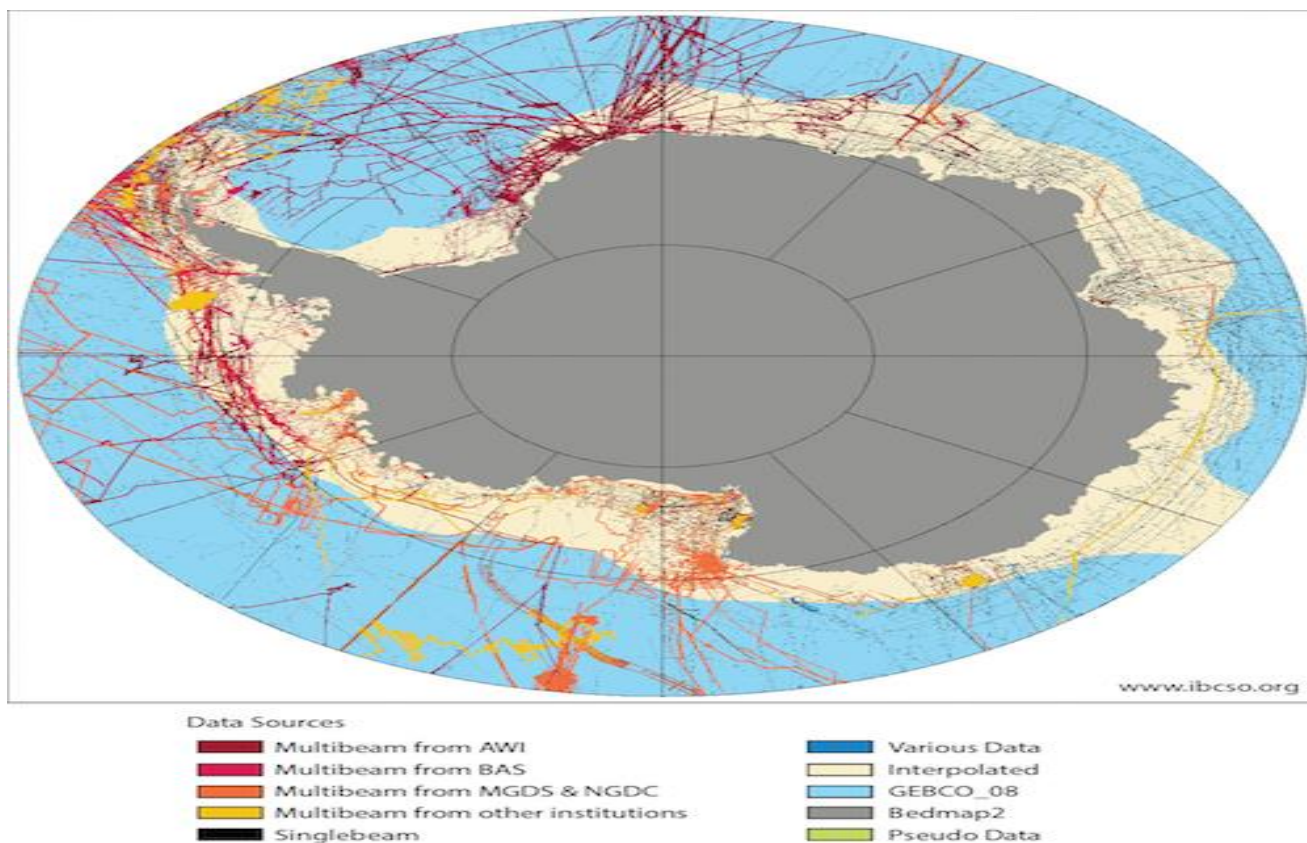 www.ibcso.org
Data Sources
Multibeam from AWI
Multibeam from BAS
Multibeam from MGDS & NGDC
Multibeam from other institutions
Singlebeam
Various Data
Interpolated
GEBCO_08
Bedmap2
Pseudo Data